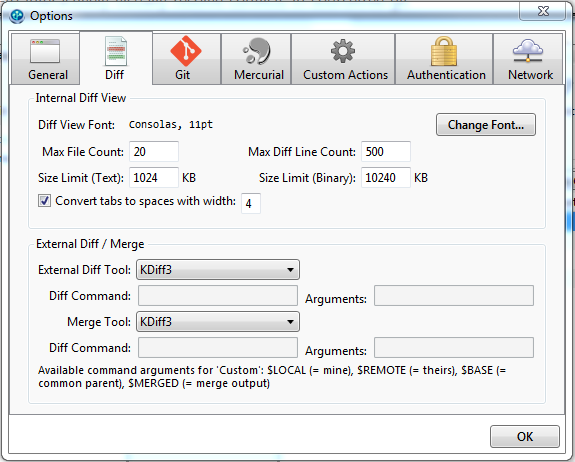 Options
General Diff Git Mercurial Custom Actions Authentication Network
Internal Diff View
Diff View Font: Consolas, 11pt Change Font...
Max File Count: 20 Max Diff Line Count: 500
Size Limit (Text): 1024 KB Size Limit (Binary): 10240 KB
Convert tabs to spaces with width: 4
External Diff / Merge
External Diff Tool: KDiff3
Diff Command: Arguments:
Merge Tool: KDiff3
Diff Command: Arguments:
Available command arguments for 'Custom': $LOCAL (= mine), $REMOTE (= theirs), $BASE (=
common parent), $MERGED (= merge output)
OK